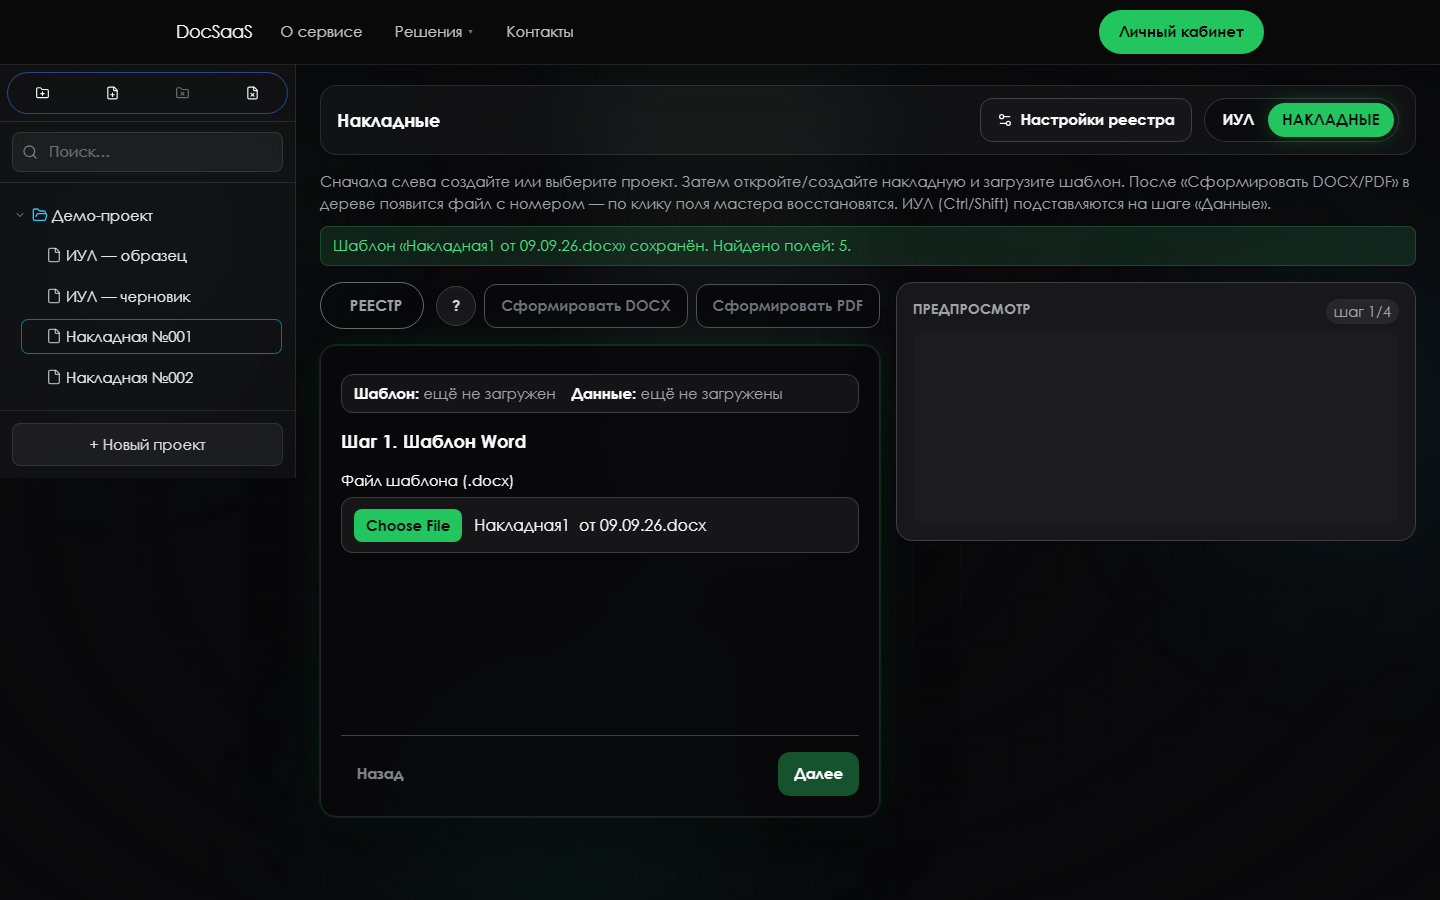 DocSaaS О сервисе Решения Контакты Личный кабинет
Поиск...
Демо-проект
ИУЛ — образец
ИУЛ — черновик
Накладная №001
Накладная №002
+ Новый проект
Накладные Настройки реестра ИУЛ НАКЛАДНЫЕ
Сначала слева создайте или выберите проект. Затем откройте/создайте накладную и загрузите шаблон. После «Сформировать DOCX/PDF» в
дереве появится файл с номером — по клику поля мастера восстановятся. ИУЛ (Ctrl/Shift) подставляются на шаге «Данные».
Шаблон «Накладная1 от 09.09.26.docx» сохранён. Найдено полей: 5.
РЕЕСТР ? Сформировать DOCX Сформировать PDF
Шаблон: ещё не загружен Данные: ещё не загружены
Шаг 1. Шаблон Word
Файл шаблона (.docx)
Choose File Накладная1 от 09.09.26.docx
Назад Далее
ПРЕДПРОСМОТР шаг 1/4